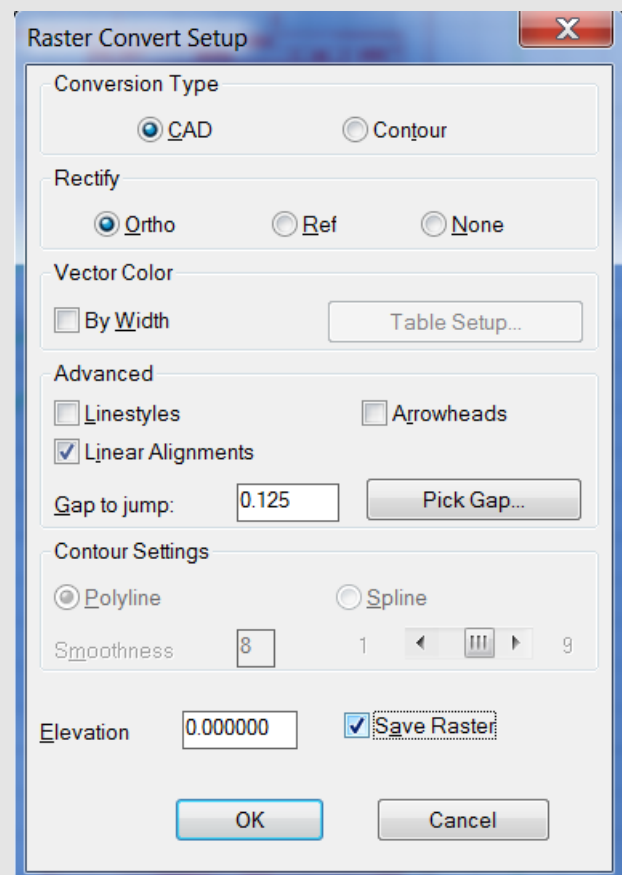 Raster Convert Setup
Conversion Type
CAD Contour
Rectify
Ortho Ref None
Vector Color
By Width Table Setup...
Advanced
Linestyles Arrowheads
Linear Alignments
Gap to jump: 0.125 Pick Gap...
Contour Settings
Polyline Spline
Smoothness 8 1 9
Elevation 0.000000 Save Raster
OK Cancel